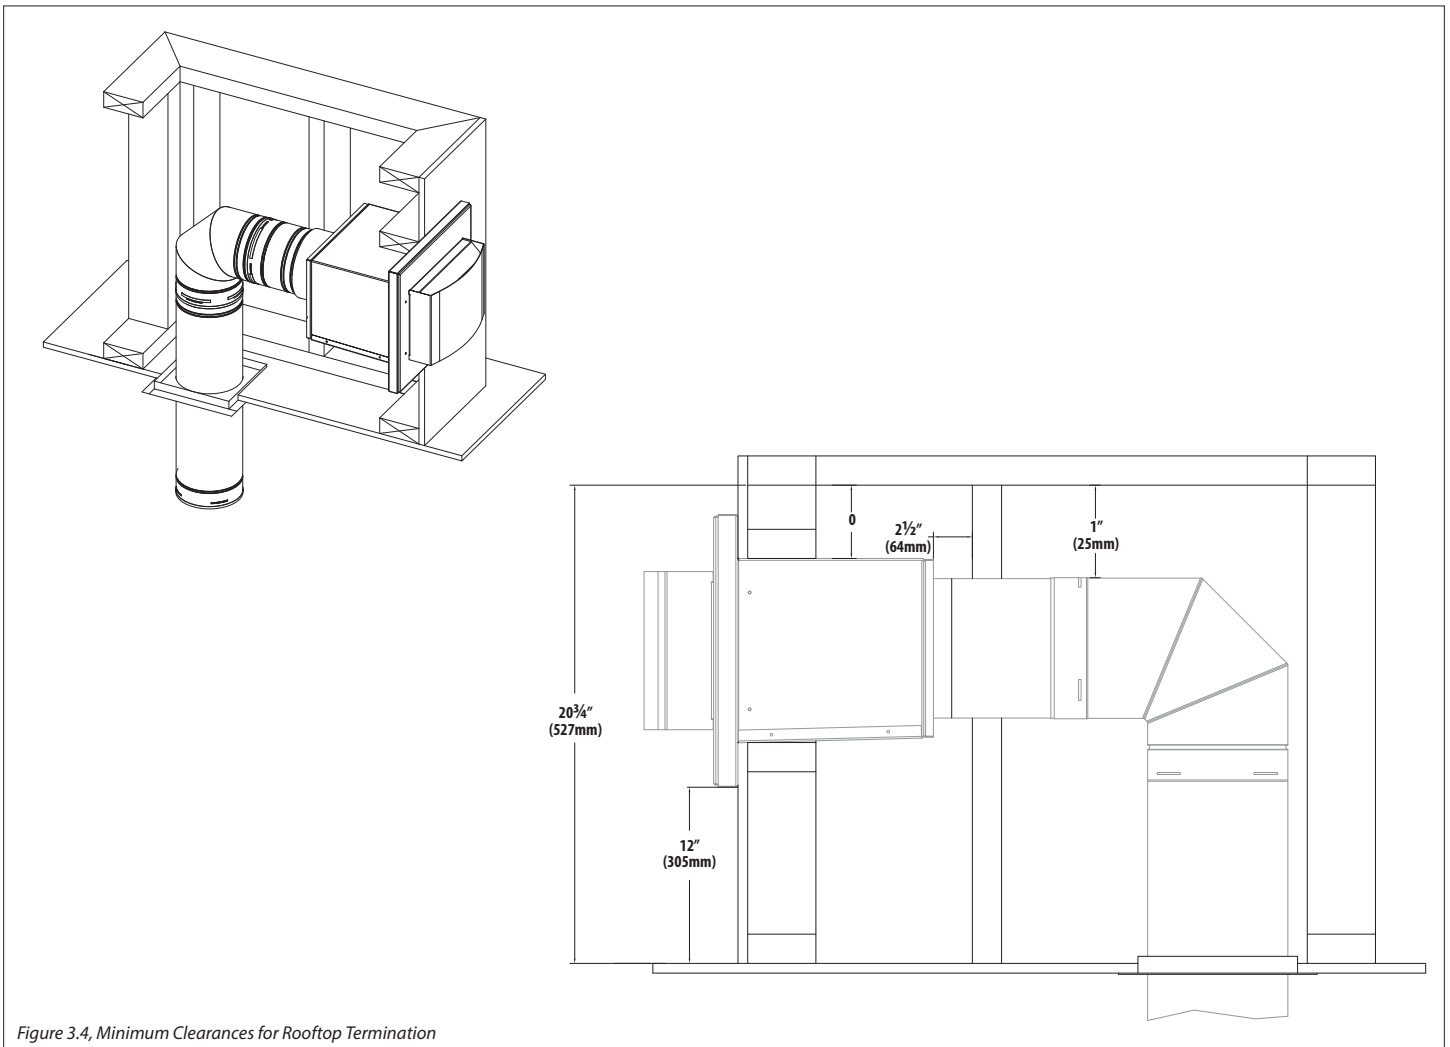 0
2½"
(64mm)
1"
(25mm)
20¾"
(527mm)
12"
(305mm)
Figure 3.4, Minimum Clearances for Rooftop Termination